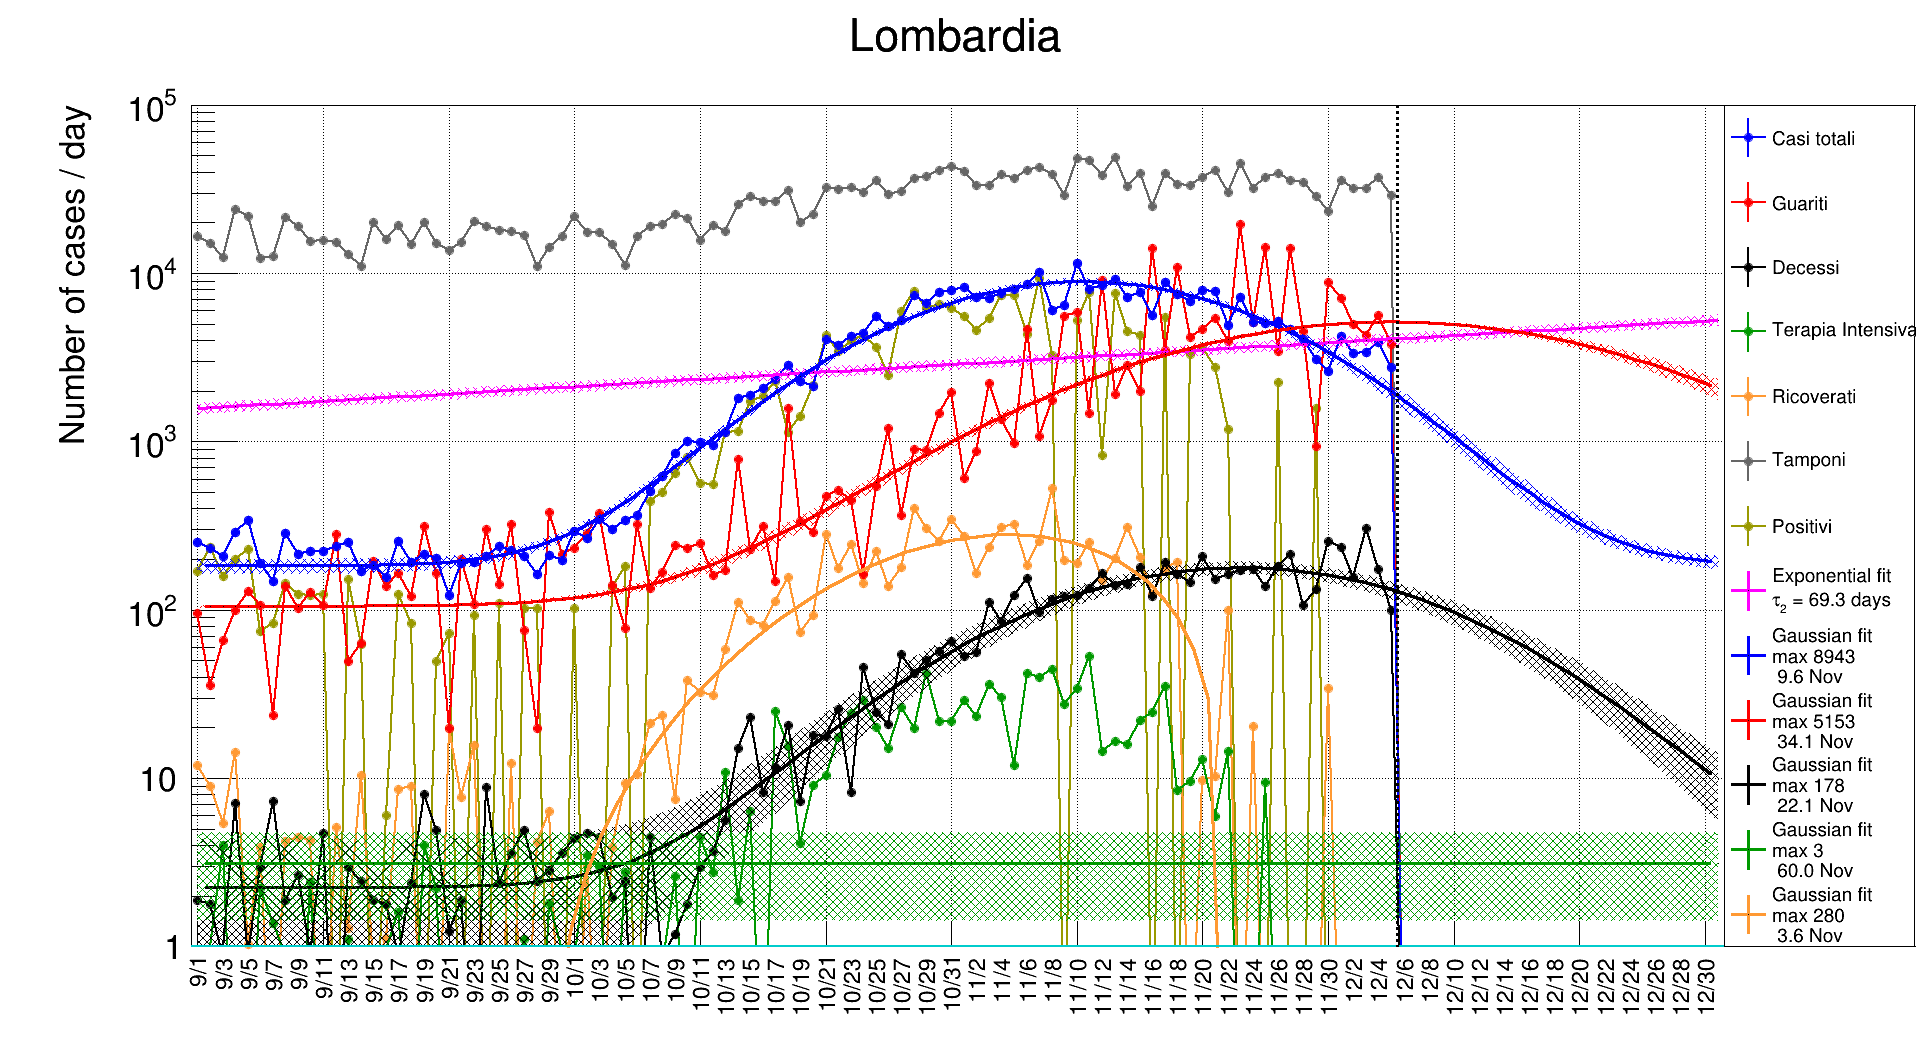 Lombardia
Number of cases / day
10^5
10^4
10^3
10^2
10
1
9/1 9/3 9/5 9/7 9/9 9/11 9/13 9/15 9/17 9/19 9/21 9/23 9/25 9/27 9/29 10/1 10/3 10/5 10/7 10/9 10/11 10/13 10/15 10/17 10/19 10/21 10/23 10/25 10/27 10/29 10/31 11/2 11/4 11/6 11/8 11/10 11/12 11/14 11/16 11/18 11/20 11/22 11/24 11/26 11/28 11/30 12/2 12/4 12/6 12/8 12/10 12/12 12/14 12/16 12/18 12/20 12/22 12/24 12/26 12/28 12/30
Casi totali
Guariti
Decessi
Terapia Intensiva
Ricoverati
Tamponi
Positivi
Exponential fit
τ₂ = 69.3 days
Gaussian fit
max 8943
9.6 Nov
Gaussian fit
max 5153
34.1 Nov
Gaussian fit
max 178
22.1 Nov
Gaussian fit
max 3
60.0 Nov
Gaussian fit
max 280
3.6 Nov